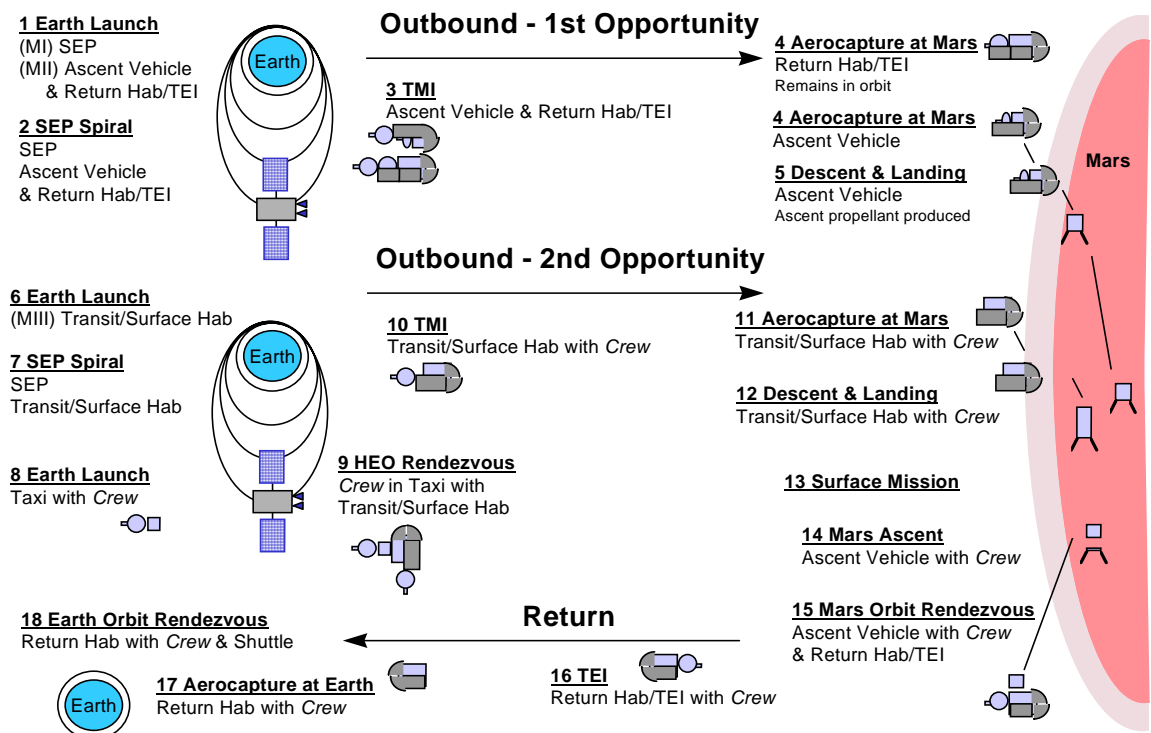 Outbound - 1st Opportunity
1 Earth Launch
(MI) SEP
(MII) Ascent Vehicle
& Return Hab/TEI
2 SEP Spiral
SEP
Ascent Vehicle
& Return Hab/TEI
Earth
3 TMI
Ascent Vehicle & Return Hab/TEI
4 Aerocapture at Mars
Return Hab/TEI
Remains in orbit
4 Aerocapture at Mars
Ascent Vehicle
5 Descent & Landing
Ascent Vehicle
Ascent propellant produced
Mars
Outbound - 2nd Opportunity
6 Earth Launch
(MIII) Transit/Surface Hab
7 SEP Spiral
SEP
Transit/Surface Hab
8 Earth Launch
Taxi with Crew
Earth
9 HEO Rendezvous
Crew in Taxi with
Transit/Surface Hab
10 TMI
Transit/Surface Hab with Crew
11 Aerocapture at Mars
Transit/Surface Hab with Crew
12 Descent & Landing
Transit/Surface Hab with Crew
13 Surface Mission
14 Mars Ascent
Ascent Vehicle with Crew
15 Mars Orbit Rendezvous
Ascent Vehicle with Crew
& Return Hab/TEI
Return
16 TEI
Return Hab/TEI with Crew
17 Aerocapture at Earth
Return Hab with Crew
18 Earth Orbit Rendezvous
Return Hab with Crew & Shuttle
Earth